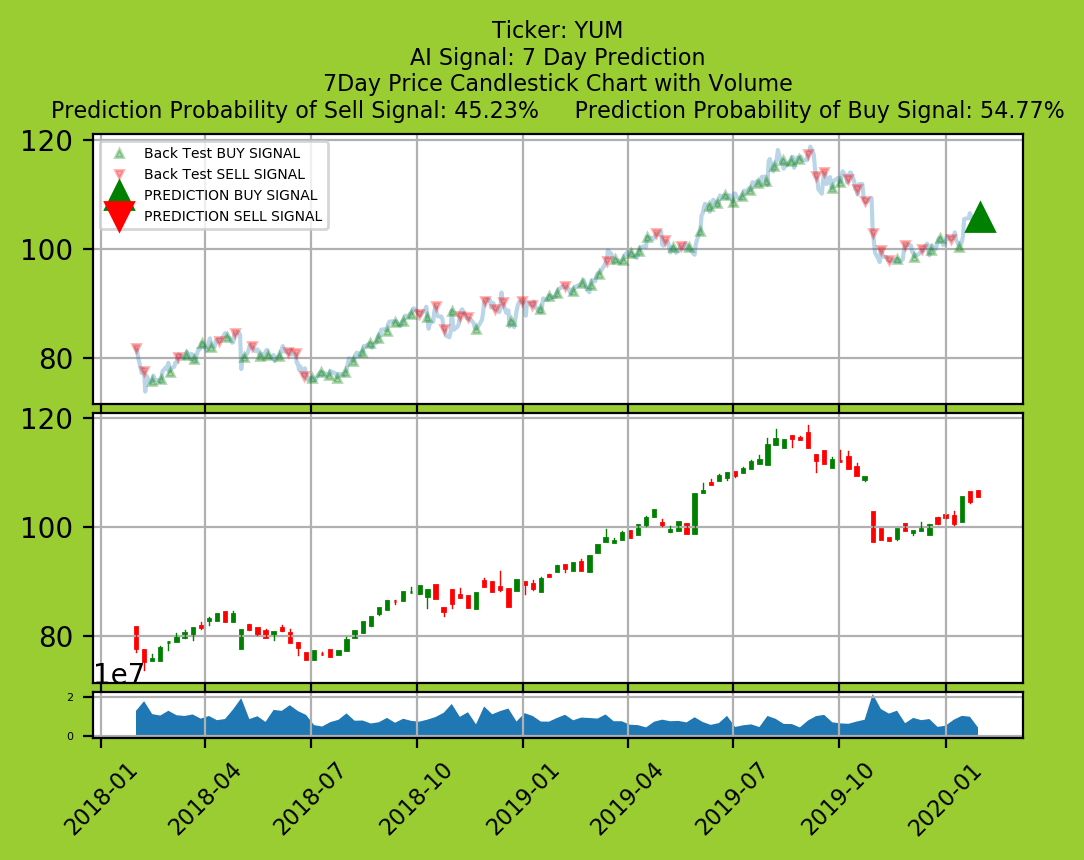 Ticker: YUM
AI Signal: 7 Day Prediction
7Day Price Candlestick Chart with Volume
Prediction Probability of Sell Signal: 45.23%   Prediction Probability of Buy Signal: 54.77%
120
100
80
Back Test BUY SIGNAL
Back Test SELL SIGNAL
PREDICTION BUY SIGNAL
PREDICTION SELL SIGNAL
120
100
80
1e7
2
0
2018-01
2018-04
2018-07
2018-10
2019-01
2019-04
2019-07
2019-10
2020-01